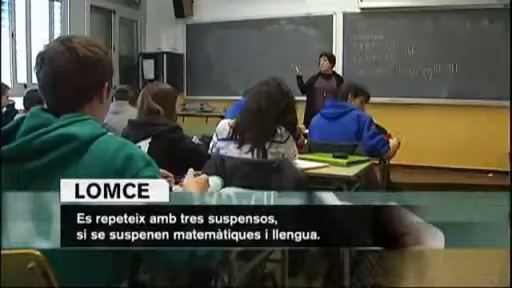 LOMCE
Es repeteix amb tres suspensos,
si se suspenen matemàtiques i llengua.